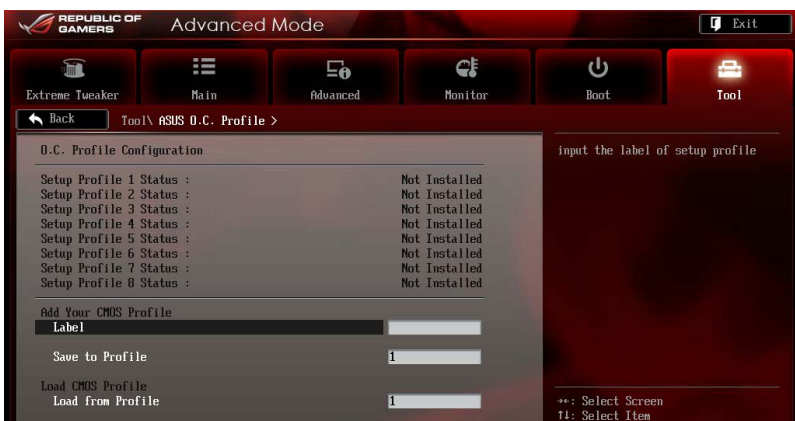 REPUBLIC OF
GAMERS
Advanced Mode
Exit
Extreme Tweaker
Main
Advanced
Monitor
Boot
Tool
Back
Tool\ ASUS O.C. Profile >
O.C. Profile Configuration
input the label of setup profile
Setup Profile 1 Status : Not Installed
Setup Profile 2 Status : Not Installed
Setup Profile 3 Status : Not Installed
Setup Profile 4 Status : Not Installed
Setup Profile 5 Status : Not Installed
Setup Profile 6 Status : Not Installed
Setup Profile 7 Status : Not Installed
Setup Profile 8 Status : Not Installed
Add Your CMOS Profile
Label
Save to Profile 1
Load CMOS Profile
Load from Profile 1
→←: Select Screen
↑↓: Select Item